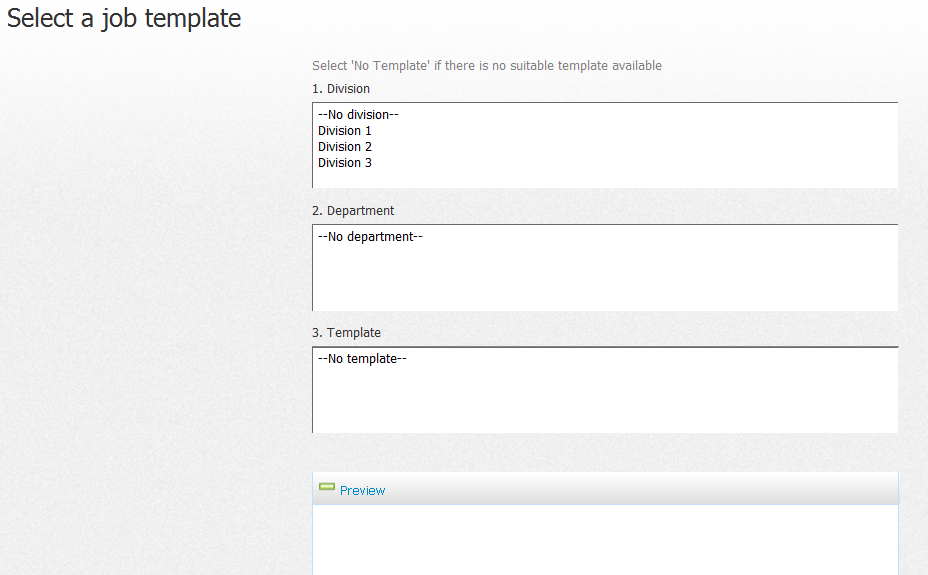 Select a job template
Select 'No Template' if there is no suitable template available
1. Division
--No division--
Division 1
Division 2
Division 3
2. Department
--No department--
3. Template
--No template--
Preview